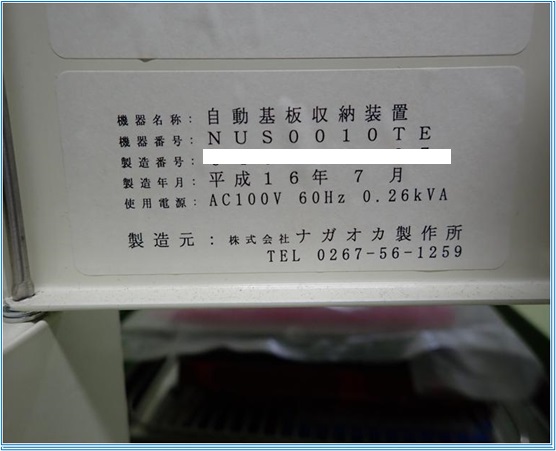 機器名称: 自動基板収納装置
機器番号: NUS0010TE
製造番号:
製造年月: 平成16年 7 月
使用電源: AC100V 60Hz 0.26kVA
製造元: 株式会社 ナガオカ製作所
TEL 0267-56-1259